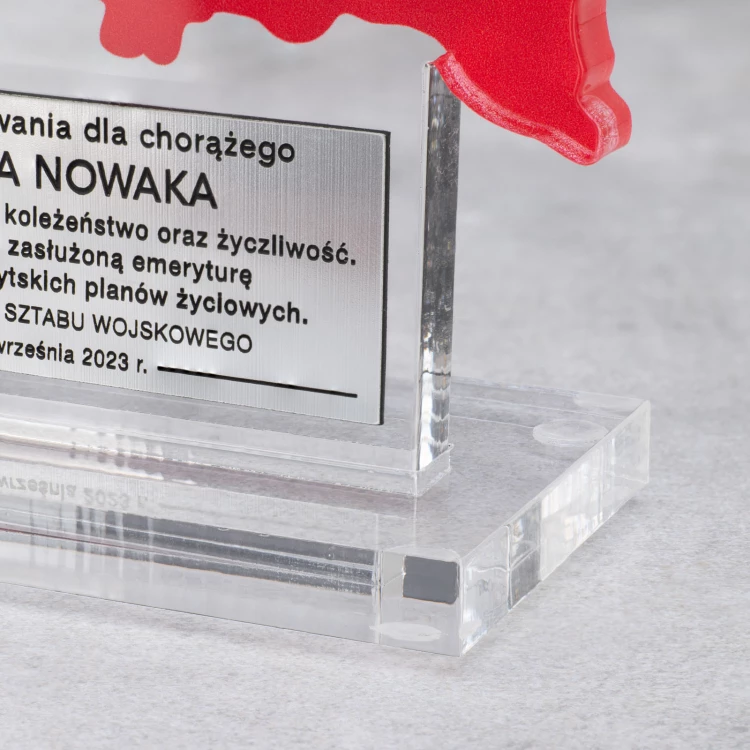 wania dla chorążego
A NOWAKA
koleżeństwo oraz życzliwość.
zasłużoną emeryturę
ytskich planów życiowych.
SZTABU WOJSKOWEGO
września 2023 r.